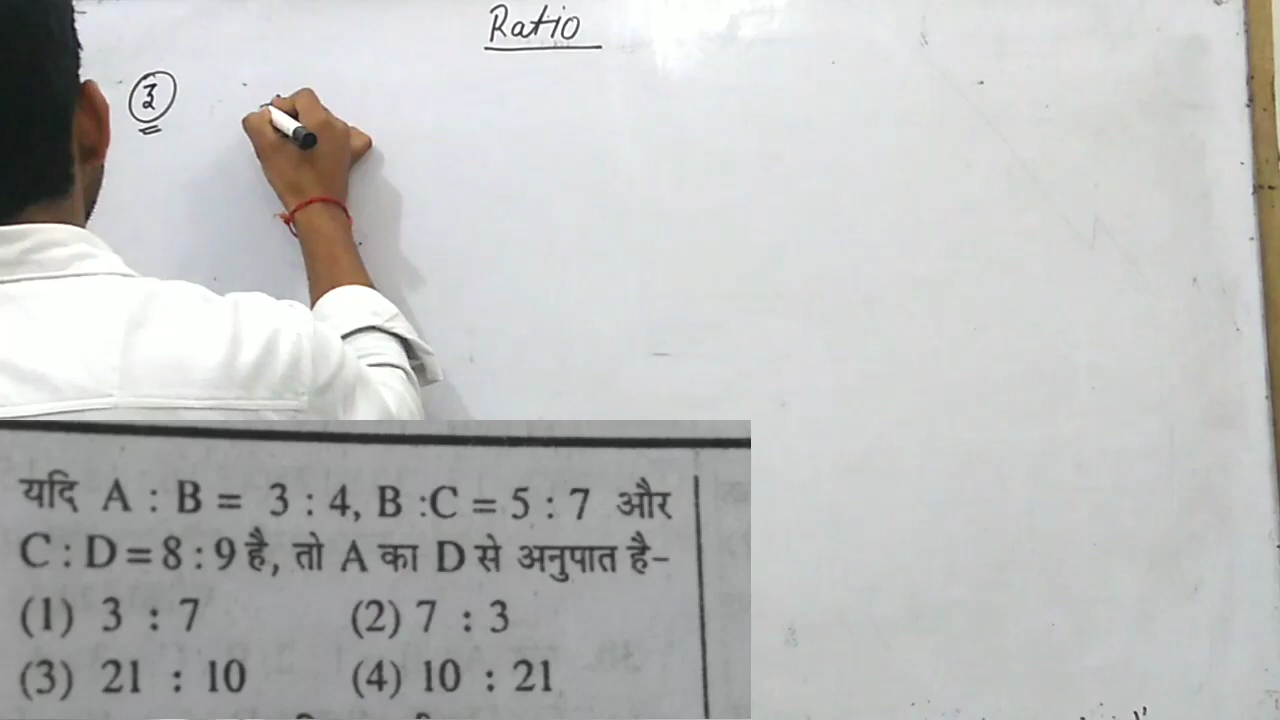 Ratio
यदि A : B = 3 : 4, B :C = 5 : 7 और
C : D = 8 : 9 है, तो A का D से अनुपात है–
(1) 3 : 7 (2) 7 : 3
(3) 21 : 10 (4) 10 : 21